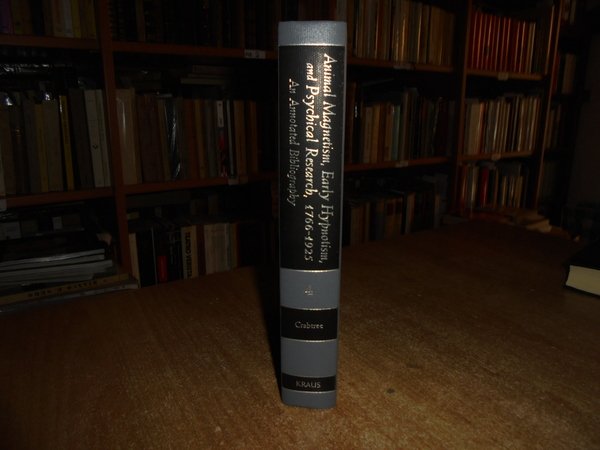 Animal Magnetism, Early Hypnotism,
and Psychical Research, 1766-1925
An Annotated Bibliography
Crabtree
KRAUS